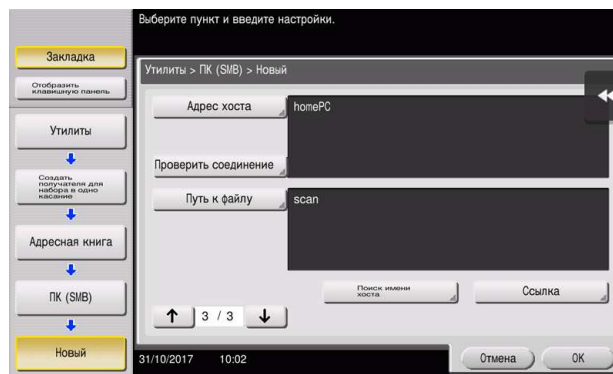 Выберите пункт и введите настройки.
Закладка
Отобразить
клавишную панель
Утилиты
Создать
получателя для
набора в одно
касание
Адресная книга
ПК (SMB)
Новый
Утилиты > ПК (SMB) > Новый
Адрес хоста
homePC
Проверить соединение
Путь к файлу
scan
Поиск имени
хоста
Ссылка
3 / 3
31/10/2017 10:02
Отмена
OK